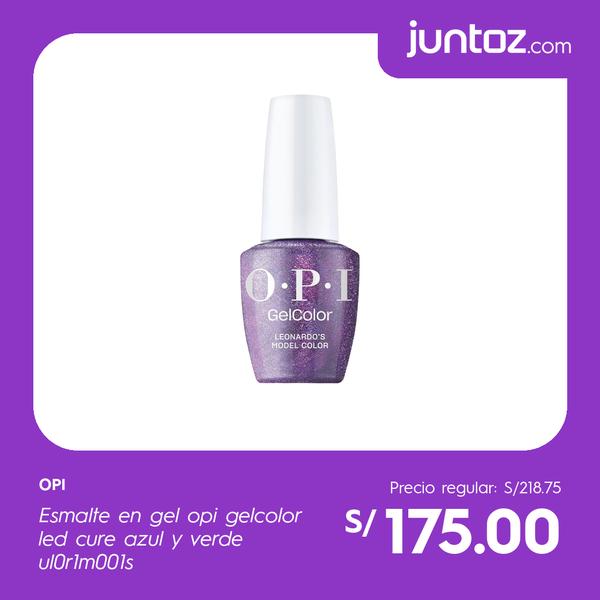 juntoz.com
O·P·I
GelColor
LEONARDO'S
MODEL COLOR
OPI
Esmalte en gel opi gelcolor
led cure azul y verde
ul0r1m001s
Precio regular: S/218.75
S/175.00